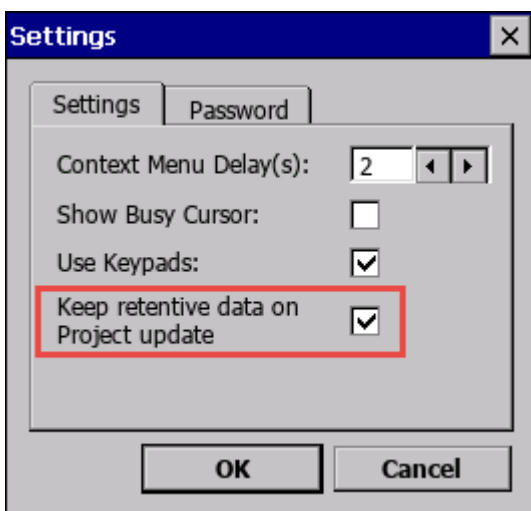 Settings
Settings Password
Context Menu Delay(s): 2
Show Busy Cursor:
Use Keypads:
Keep retentive data on
Project update
OK Cancel